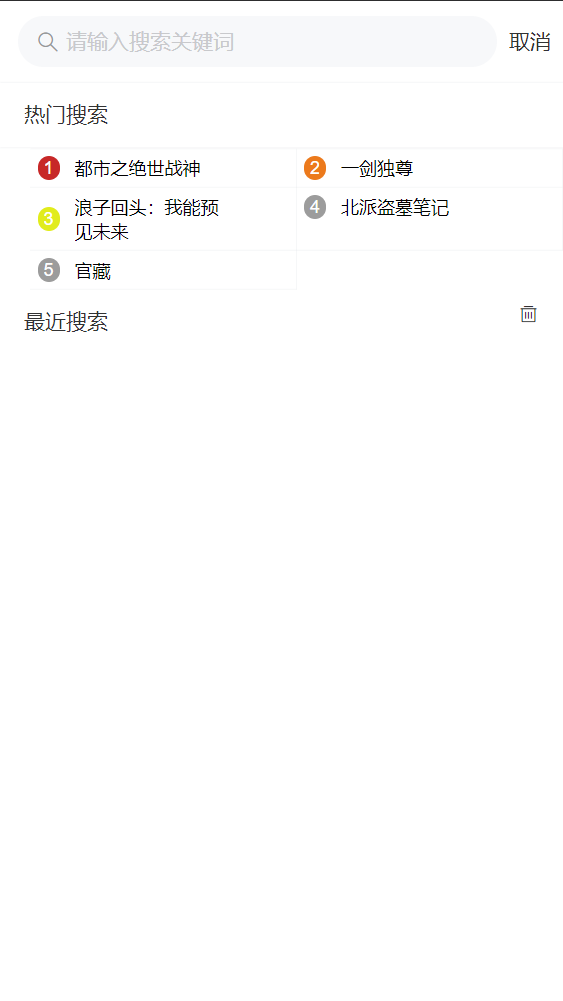 请输入搜索关键词 取消
热门搜索
1 都市之绝世战神 2 一剑独尊
3 浪子回头：我能预
见未来
4 北派盗墓笔记
5 官藏
最近搜索